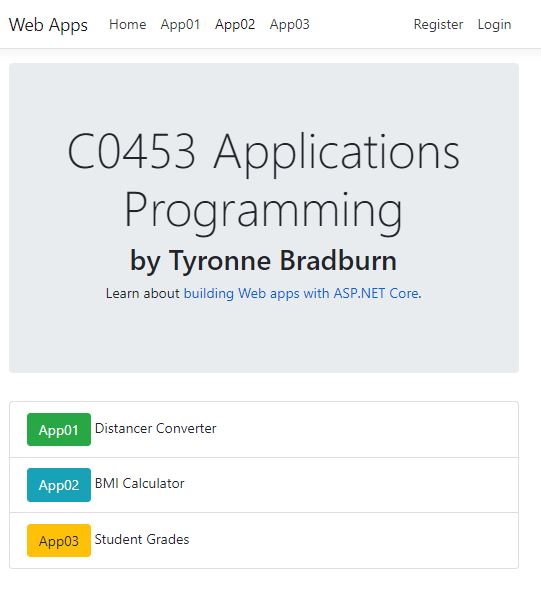 Web Apps Home App01 App02 App03 Register Login
C0453 Applications
Programming
by Tyronne Bradburn
Learn about building Web apps with ASP.NET Core.
App01 Distancer Converter
App02 BMI Calculator
App03 Student Grades